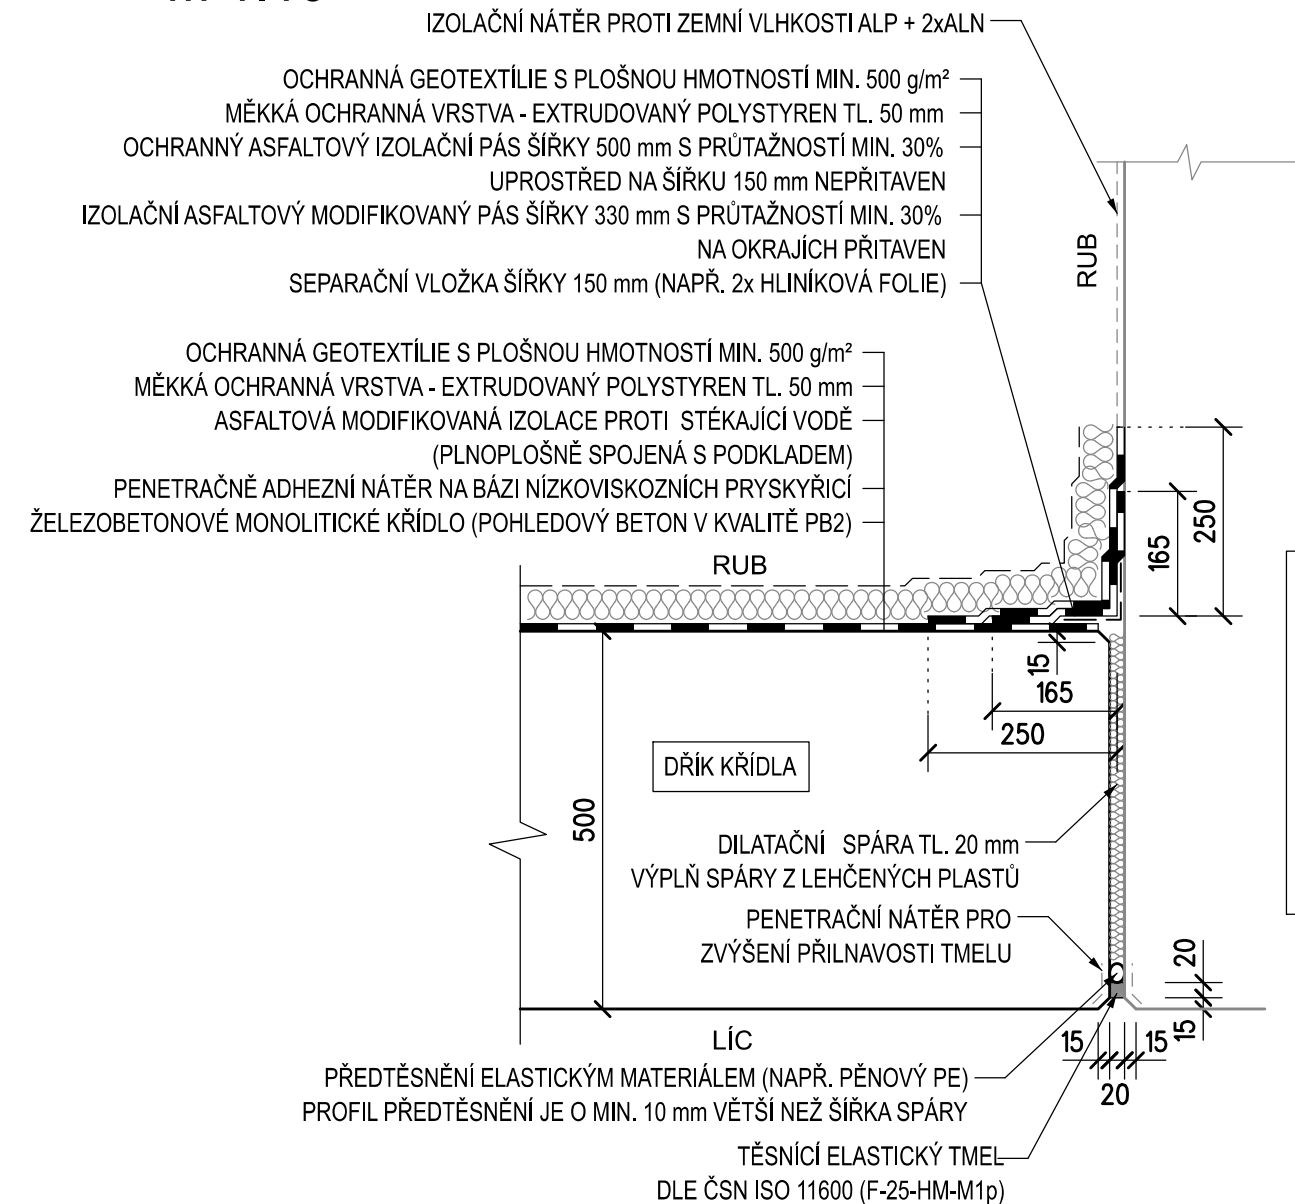 IZOLAČNÍ NÁTĚR PROTI ZEMNÍ VLHKOSTI ALP + 2xALN
OCHRANNÁ GEOTEXTÍLIE S PLOŠNOU HMOTNOSTÍ MIN. 500 g/m²
MĚKKÁ OCHRANNÁ VRSTVA - EXTRUDOVANÝ POLYSTYREN TL. 50 mm
OCHRANNÝ ASFALTOVÝ IZOLAČNÍ PÁS ŠÍŘKY 500 mm S PRŮTAŽNOSTÍ MIN. 30%
UPROSTŘED NA ŠÍŘKU 150 mm NEPŘITAVEN
IZOLAČNÍ ASFALTOVÝ MODIFIKOVANÝ PÁS ŠÍŘKY 330 mm S PRŮTAŽNOSTÍ MIN. 30%
NA OKRAJÍCH PŘITAVEN
SEPARAČNÍ VLOŽKA ŠÍŘKY 150 mm (NAPŘ. 2x HLINÍKOVÁ FOLIE)
RUB
OCHRANNÁ GEOTEXTÍLIE S PLOŠNOU HMOTNOSTÍ MIN. 500 g/m²
MĚKKÁ OCHRANNÁ VRSTVA - EXTRUDOVANÝ POLYSTYREN TL. 50 mm
ASFALTOVÁ MODIFIKOVANÁ IZOLACE PROTI STÉKAJÍCÍ VODĚ
(PLNOPLOŠNĚ SPOJENÁ S PODKLADEM)
PENETRAČNĚ ADHEZNÍ NÁTĚR NA BÁZI NÍZKOVISKOZNÍCH PRYSKYŘICÍ
ŽELEZOBETONOVÉ MONOLITICKÉ KŘÍDLO (POHLEDOVÝ BETON V KVALITĚ PB2)
RUB
165
250
15
165
250
DŘÍK KŘÍDLA
500
DILATAČNÍ SPÁRA TL. 20 mm
VÝPLŇ SPÁRY Z LEHČENÝCH PLASTŮ
PENETRAČNÍ NÁTĚR PRO
ZVÝŠENÍ PŘILNAVOSTI TMELU
20
15
LÍC
15
15
20
PŘEDTĚSNĚNÍ ELASTICKÝM MATERIÁLEM (NAPŘ. PĚNOVÝ PE)
PROFIL PŘEDTĚSNĚNÍ JE O MIN. 10 mm VĚTŠÍ NEŽ ŠÍŘKA SPÁRY
TĚSNÍCÍ ELASTICKÝ TMEL
DLE ČSN ISO 11600 (F-25-HM-M1p)